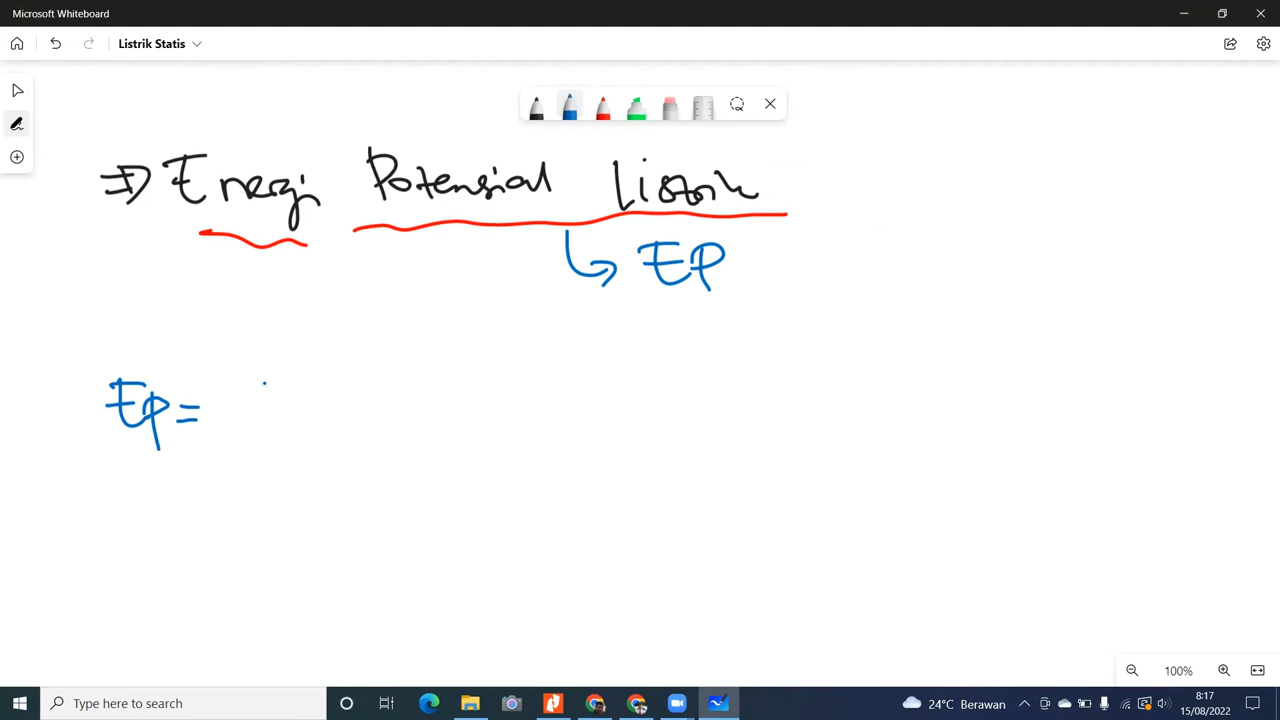 Microsoft Whiteboard
Listrik Statis
⇒ Energi Potensial Listrik
↳ EP
Ep =
100%
Type here to search
24°C Berawan
8:17
15/08/2022